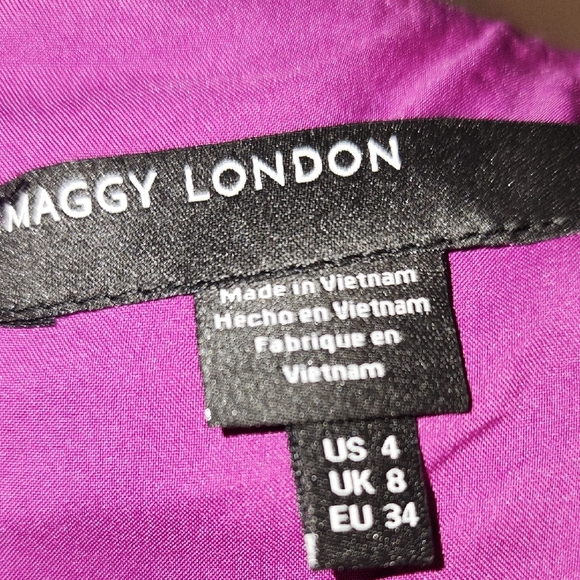 MAGGY LONDON
Made in Vietnam
Hecho en Vietnam
Fabrique en
Vietnam
US 4
UK 8
EU 34